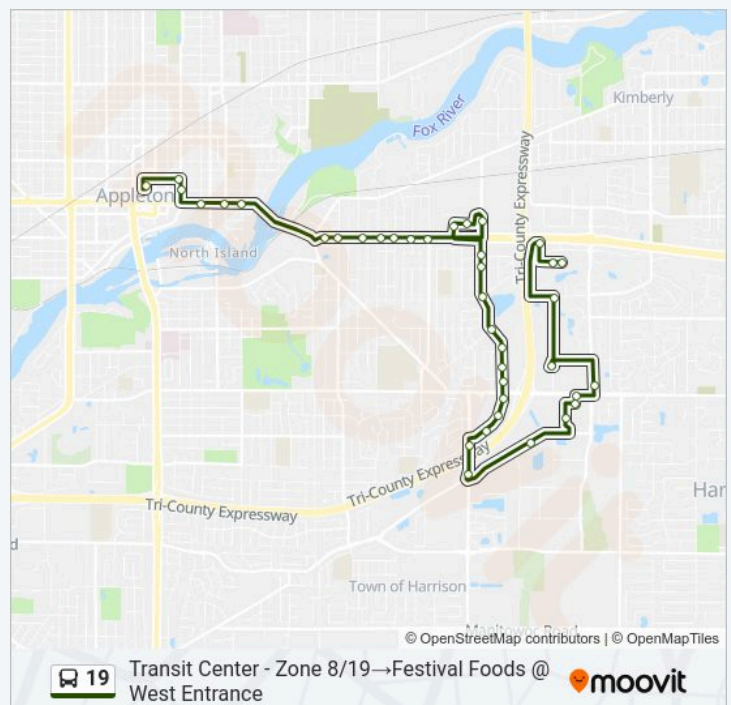 Kimberly
Fox River
Appleton
Tri-County Expressway
North Island
Tri-County Expressway
Tri-County Expressway
Har
d
Town of Harrison
© OpenStreetMap contributors | © OpenMapTiles
19
Transit Center - Zone 8/19→Festival Foods @
West Entrance
moovit